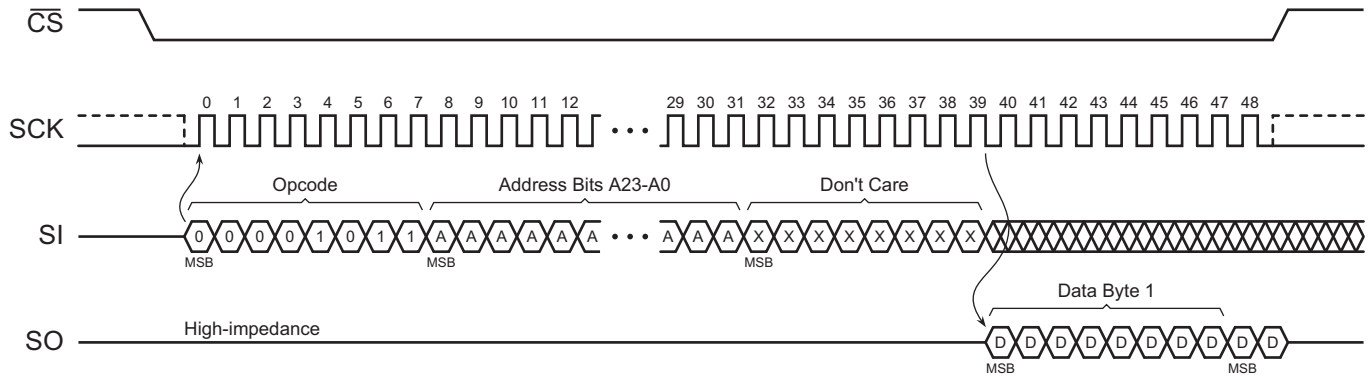 C̅S̅
0 1 2 3 4 5 6 7 8 9 10 11 12 29 30 31 32 33 34 35 36 37 38 39 40 41 42 43 44 45 46 47 48
SCK • • •
Opcode Address Bits A23-A0 Don't Care
SI 0 0 0 0 1 0 1 1 A A A A A A • • • A A A X X X X X X X X
MSB MSB MSB
Data Byte 1
High-impedance
SO D D D D D D D D D D
MSB MSB